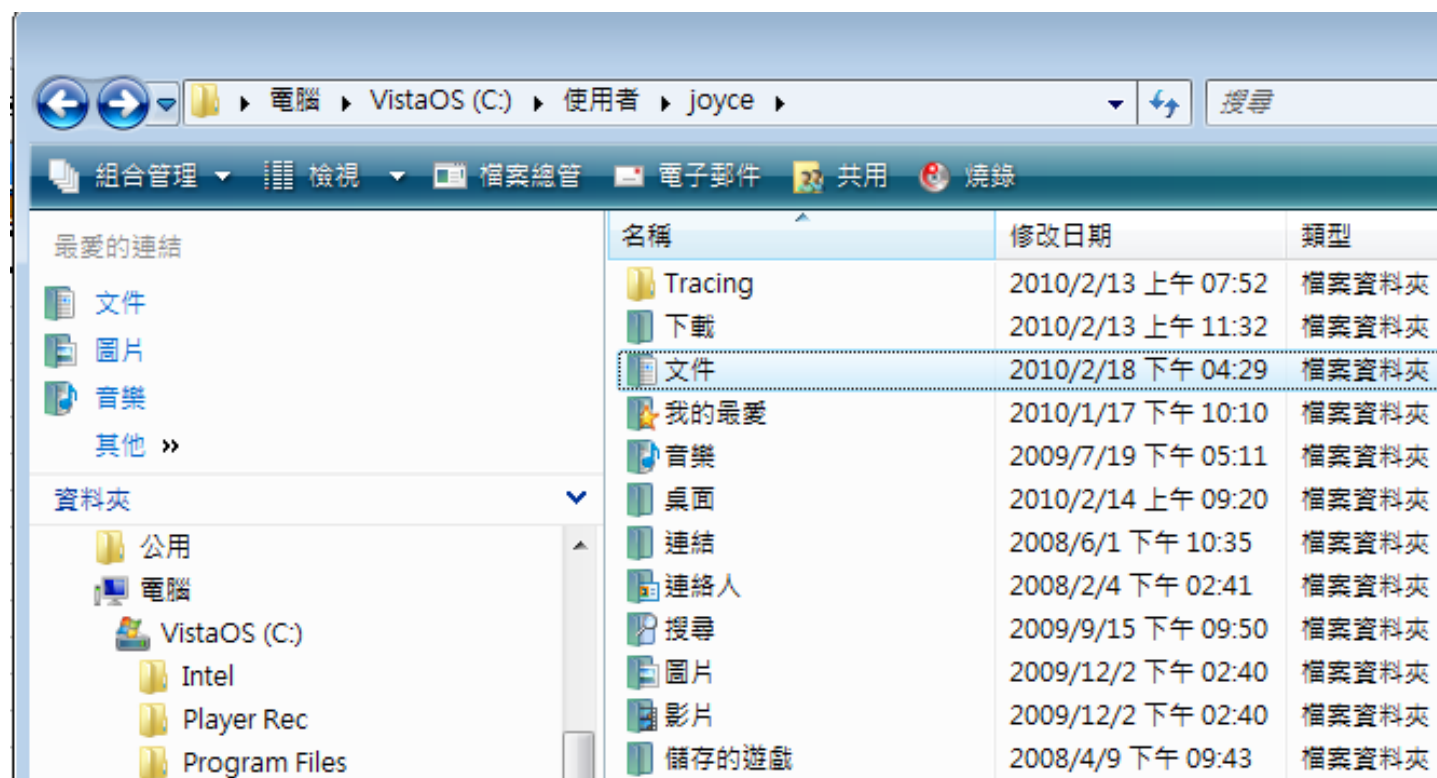 電腦 ▸ VistaOS (C:) ▸ 使用者 ▸ joyce ▸
搜尋
組合管理 檢視 檔案總管 電子郵件 共用 燒錄
最愛的連結
文件
圖片
音樂
其他 »
資料夾
公用
電腦
VistaOS (C:)
Intel
Player Rec
Program Files
名稱 修改日期 類型
Tracing 2010/2/13 上午 07:52 檔案資料夾
下載 2010/2/13 上午 11:32 檔案資料夾
文件 2010/2/18 下午 04:29 檔案資料夾
我的最愛 2010/1/17 下午 10:10 檔案資料夾
音樂 2009/7/19 下午 05:11 檔案資料夾
桌面 2010/2/14 上午 09:20 檔案資料夾
連結 2008/6/1 下午 10:35 檔案資料夾
連絡人 2008/2/4 下午 02:41 檔案資料夾
搜尋 2009/9/15 下午 09:50 檔案資料夾
圖片 2009/12/2 下午 02:40 檔案資料夾
影片 2009/12/2 下午 02:40 檔案資料夾
儲存的遊戲 2008/4/9 下午 09:43 檔案資料夾